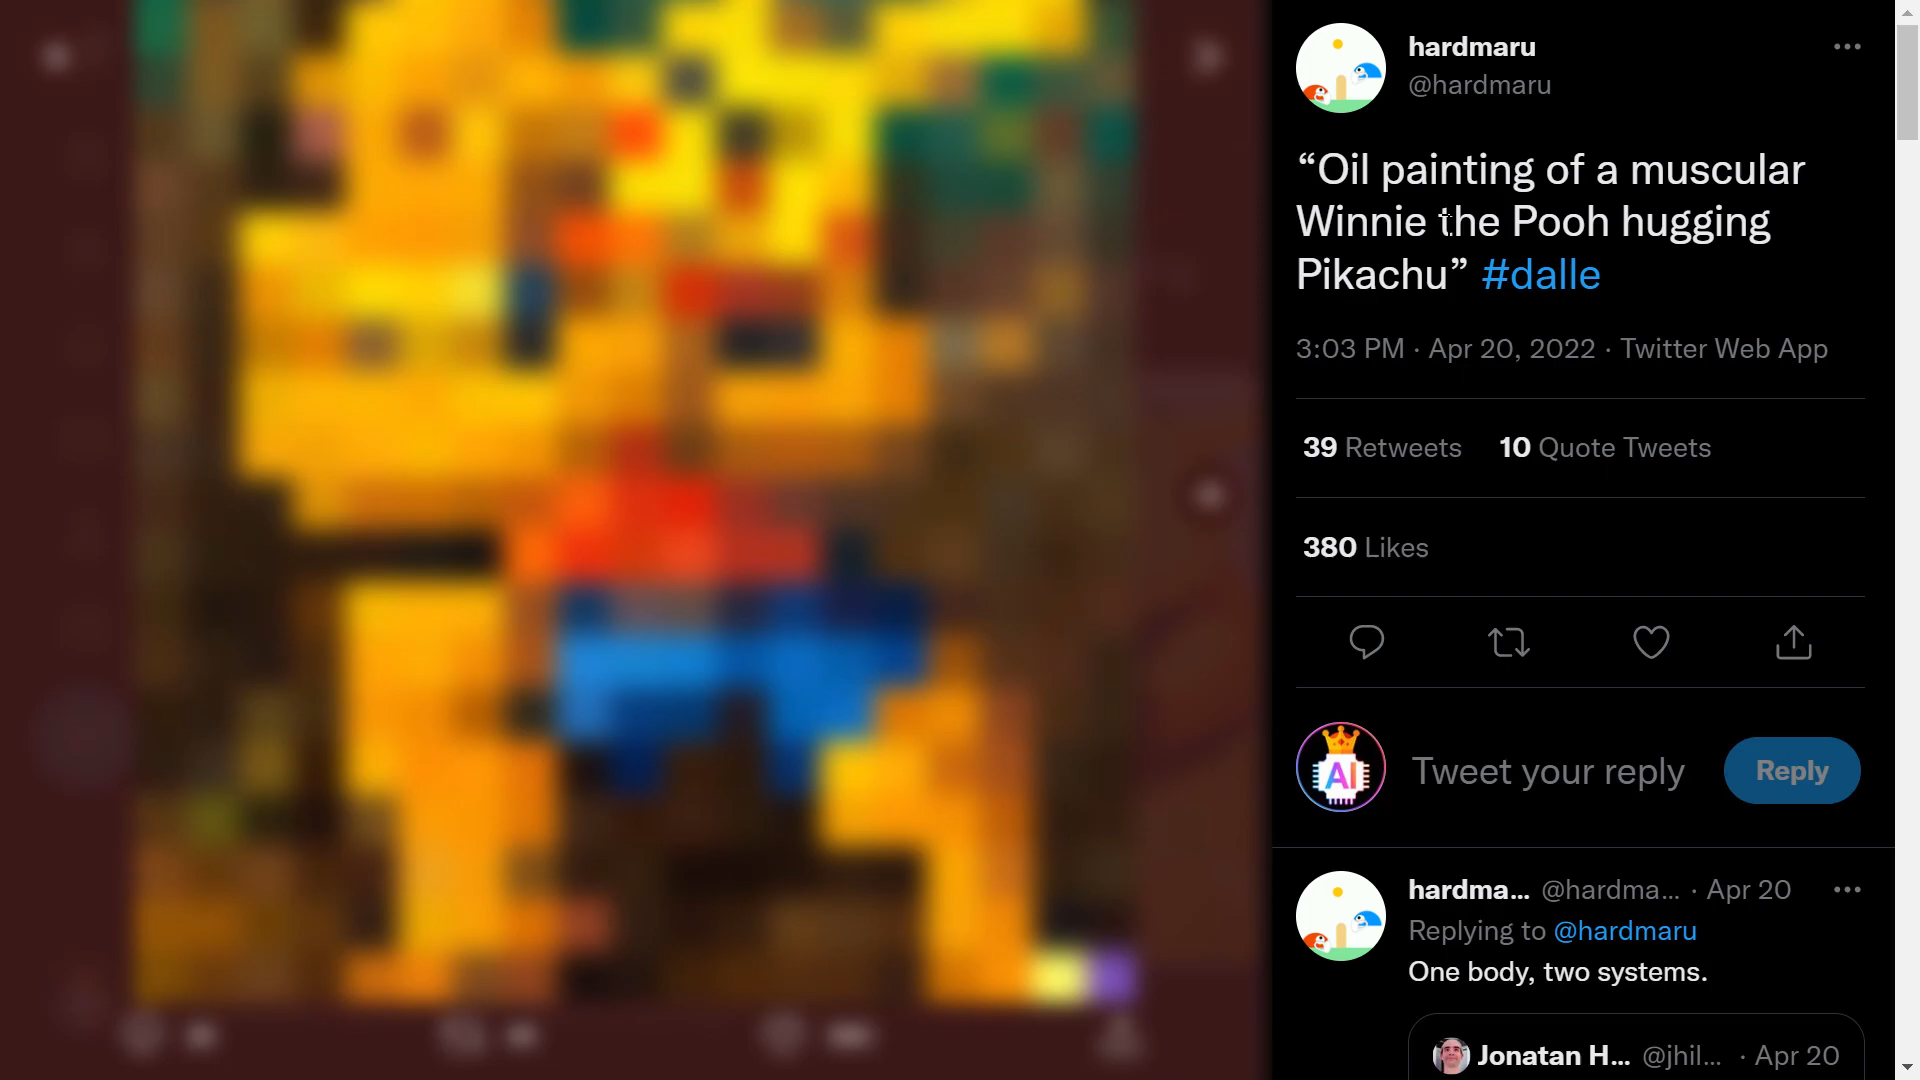 hardmaru
@hardmaru
“Oil painting of a muscular
Winnie the Pooh hugging
Pikachu” #dalle
3:03 PM · Apr 20, 2022 · Twitter Web App
39 Retweets 10 Quote Tweets
380 Likes
AI
Tweet your reply
Reply
hardma... @hardma... · Apr 20
Replying to @hardmaru
One body, two systems.
Jonatan H... @jhil... · Apr 20